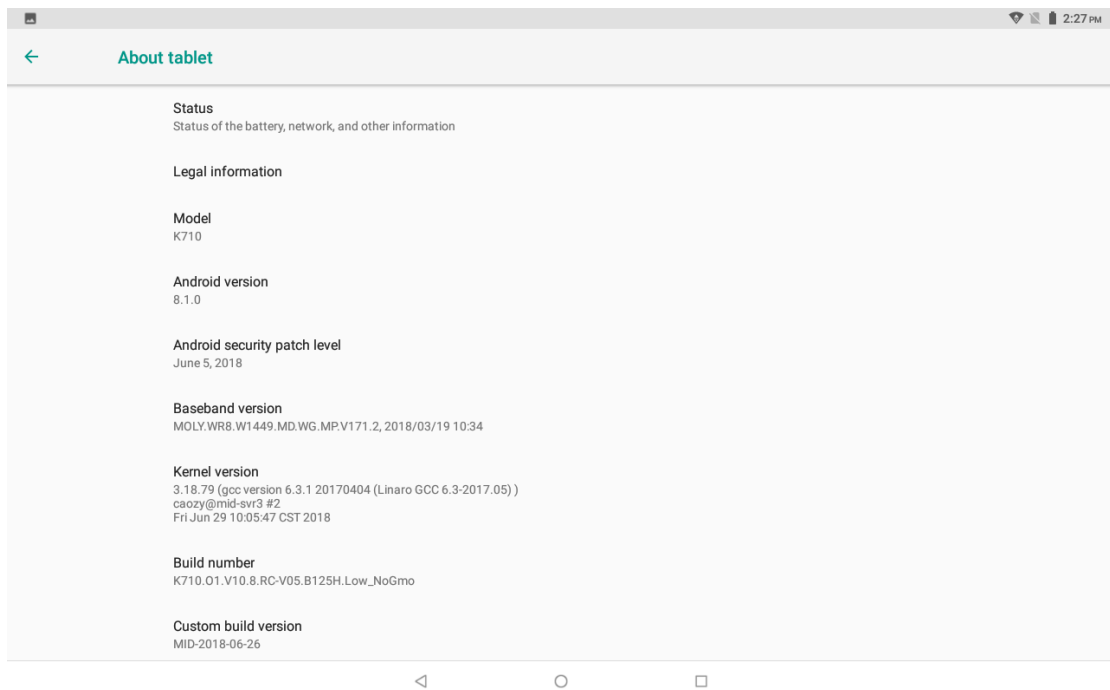 2:27 PM
About tablet
Status
Status of the battery, network, and other information
Legal information
Model
K710
Android version
8.1.0
Android security patch level
June 5, 2018
Baseband version
MOLY.WR8.W1449.MD.WG.MP.V171.2, 2018/03/19 10:34
Kernel version
3.18.79 (gcc version 6.3.1 20170404 (Linaro GCC 6.3-2017.05) )
caozy@mid-svr3 #2
Fri Jun 29 10:05:47 CST 2018
Build number
K710.O1.V10.8.RC-V05.B125H.Low_NoGmo
Custom build version
MID-2018-06-26